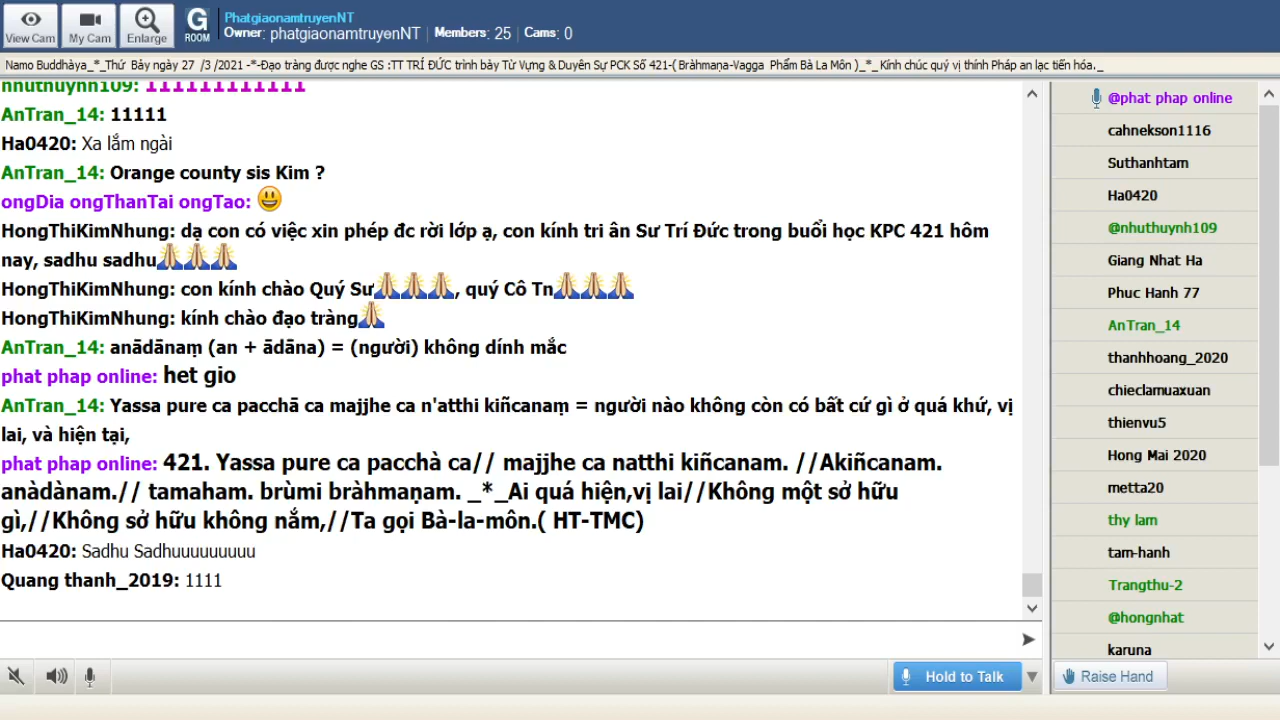 View Cam
My Cam
Enlarge
G
ROOM
PhatgiaonamtruyenNT
Owner: phatgiaonamtruyenNT | Members: 25 | Cams: 0
Namo Buddhàya_*_Thứ Bảy ngày 27 /3 /2021 -*-Đạo tràng được nghe GS :TT TRÍ ĐỨC trình bày Từ Vựng & Duyên Sự PCK Số 421-( Bràhmaṇa-Vagga Phẩm Bà La Môn )_*_ Kính chúc quý vị thính Pháp an lạc tiến hóa._
nhuthuynh109: 111111111111
AnTran_14: 11111
Ha0420: Xa lắm ngài
AnTran_14: Orange county sis Kim ?
ongDia ongThanTai ongTao:
HongThiKimNhung: dạ con có việc xin phép đc rời lớp ạ, con kính tri ân Sư Trí Đức trong buổi học KPC 421 hôm
nay, sadhu sadhu
HongThiKimNhung: con kính chào Quý Sư, quý Cô Tn
HongThiKimNhung: kính chào đạo tràng
AnTran_14: anādānaṃ (an + ādāna) = (người) không dính mắc
phat phap online: het gio
AnTran_14: Yassa pure ca pacchā ca majjhe ca n'atthi kiñcanaṃ = người nào không còn có bất cứ gì ở quá khứ, vị
lai, và hiện tại,
phat phap online: 421. Yassa pure ca pacchà ca// majjhe ca natthi kiñcanam. //Akiñcanam.
anàdànam.// tamaham. brùmi bràhmaṇam. _*_Ai quá hiện,vị lai//Không một sở hữu
gì,//Không sở hữu không nắm,//Ta gọi Bà-la-môn.( HT-TMC)
Ha0420: Sadhu Sadhuuuuuuuuu
Quang thanh_2019: 1111
Hold to Talk
@phat phap online
cahnekson1116
Suthanhtam
Ha0420
@nhuthuynh109
Giang Nhat Ha
Phuc Hanh 77
AnTran_14
thanhhoang_2020
chieclamuaxuan
thienvu5
Hong Mai 2020
metta20
thy lam
tam-hanh
Trangthu-2
@hongnhat
karuna
Raise Hand